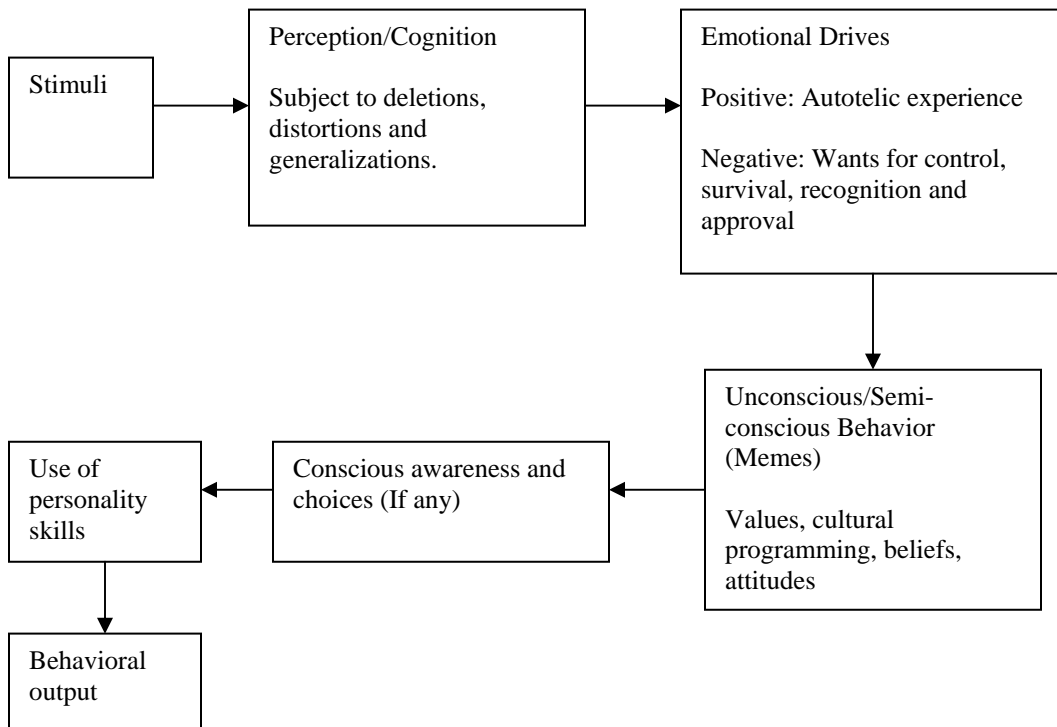 Stimuli
Perception/Cognition
Subject to deletions,
distortions and
generalizations.
Emotional Drives
Positive: Autotelic experience
Negative: Wants for control,
survival, recognition and
approval
Unconscious/Semi-
conscious Behavior
(Memes)
Values, cultural
programming, beliefs,
attitudes
Conscious awareness and
choices (If any)
Use of
personality
skills
Behavioral
output